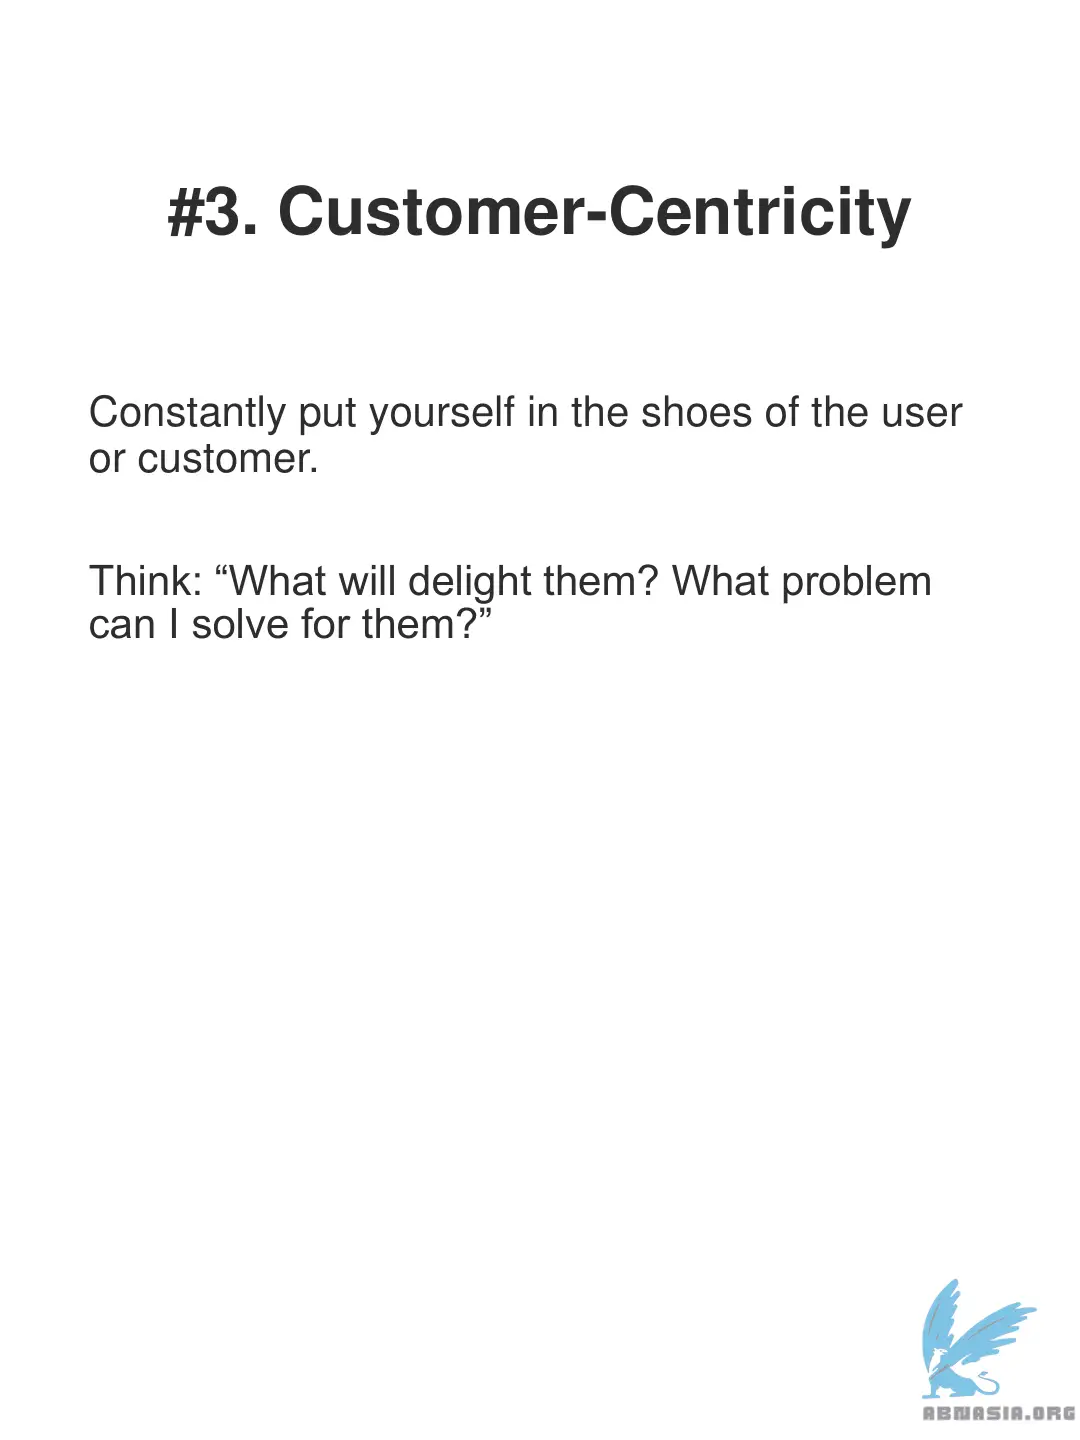 #3. Customer-Centricity
Constantly put yourself in the shoes of the user
or customer.
Think: “What will delight them? What problem
can I solve for them?”
ABNASIA.ORG